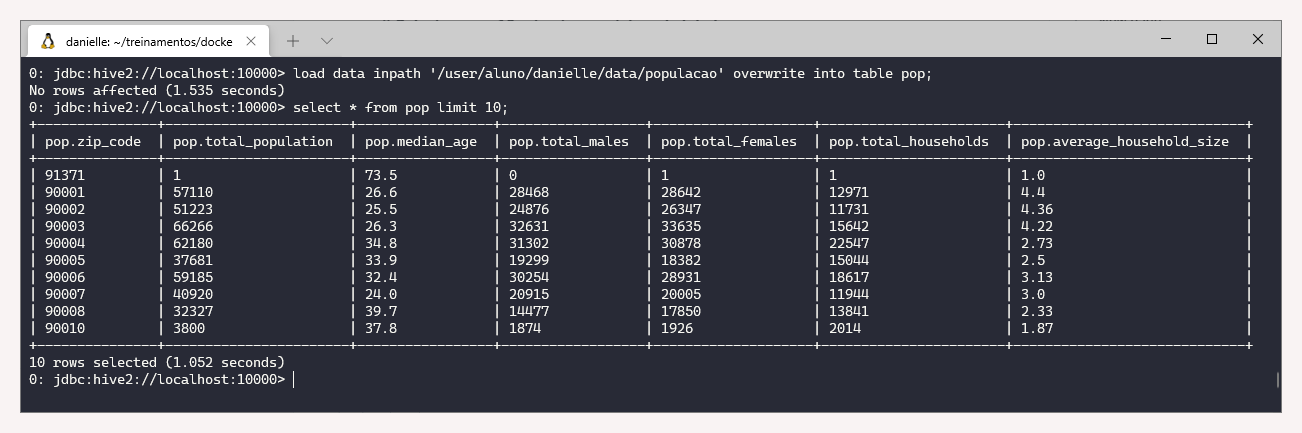 danielle: ~/treinamentos/docke
0: jdbc:hive2://localhost:10000> load data inpath '/user/aluno/danielle/data/populacao' overwrite into table pop;
No rows affected (1.535 seconds)
0: jdbc:hive2://localhost:10000> select * from pop limit 10;
+---------------+-----------------------+-----------------+------------------+--------------------+-----------------------+-----------------------------+
| pop.zip_code  | pop.total_population  | pop.median_age  | pop.total_males  | pop.total_females  | pop.total_households  | pop.average_household_size  |
+---------------+-----------------------+-----------------+------------------+--------------------+-----------------------+-----------------------------+
| 91371         | 1                     | 73.5            | 0                | 1                  | 1                     | 1.0                         |
| 90001         | 57110                 | 26.6            | 28468            | 28642              | 12971                 | 4.4                         |
| 90002         | 51223                 | 25.5            | 24876            | 26347              | 11731                 | 4.36                        |
| 90003         | 66266                 | 26.3            | 32631            | 33635              | 15642                 | 4.22                        |
| 90004         | 62180                 | 34.8            | 31302            | 30878              | 22547                 | 2.73                        |
| 90005         | 37681                 | 33.9            | 19299            | 18382              | 15044                 | 2.5                         |
| 90006         | 59185                 | 32.4            | 30254            | 28931              | 18617                 | 3.13                        |
| 90007         | 40920                 | 24.0            | 20915            | 20005              | 11944                 | 3.0                         |
| 90008         | 32327                 | 39.7            | 14477            | 17850              | 13841                 | 2.33                        |
| 90010         | 3800                  | 37.8            | 1874             | 1926               | 2014                  | 1.87                        |
+---------------+-----------------------+-----------------+------------------+--------------------+-----------------------+-----------------------------+
10 rows selected (1.052 seconds)
0: jdbc:hive2://localhost:10000>